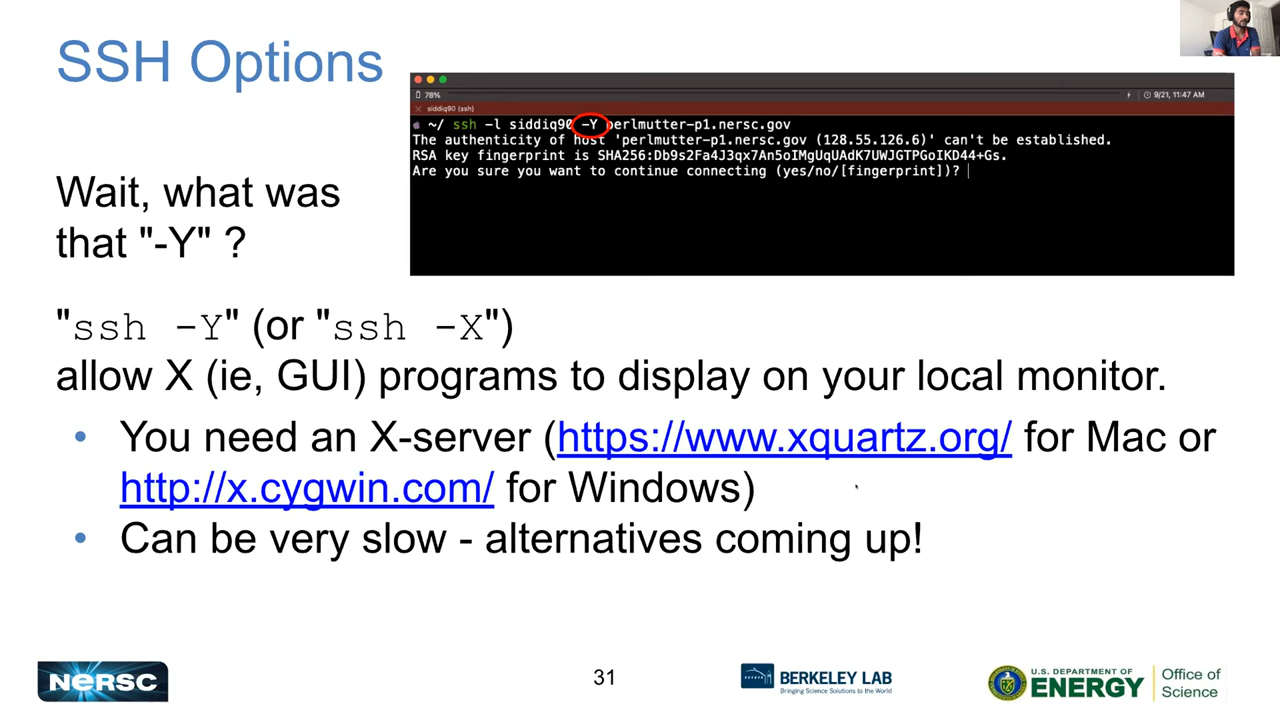 SSH Options
78%
9/21, 11:47 AM
siddiq90 (ssh)
~/ ssh -l siddiq90 -Y perlmutter-p1.nersc.gov
The authenticity of host 'perlmutter-p1.nersc.gov (128.55.126.6)' can't be established.
RSA key fingerprint is SHA256:Db9s2Fa4J3qx7An5oIMgUqUAdK7UWJGTPGoIKD44+Gs.
Are you sure you want to continue connecting (yes/no/[fingerprint])?
Wait, what was
that "-Y" ?
"ssh -Y" (or "ssh -X")
allow X (ie, GUI) programs to display on your local monitor.
• You need an X-server (https://www.xquartz.org/ for Mac or
http://x.cygwin.com/ for Windows)
• Can be very slow - alternatives coming up!
NERSC
31
BERKELEY LAB
Bringing Science Solutions to the World
U.S. DEPARTMENT OF
ENERGY
Office of
Science